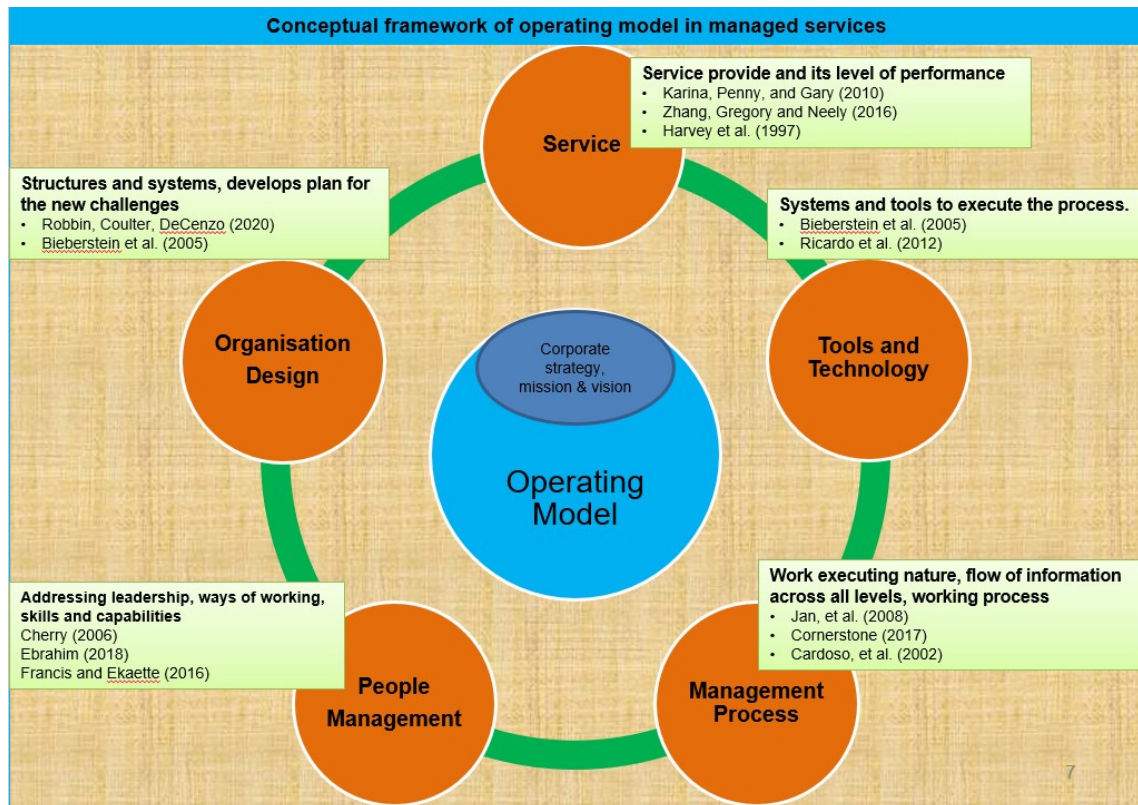 Conceptual framework of operating model in managed services
Service provide and its level of performance
• Karina, Penny, and Gary (2010)
• Zhang, Gregory and Neely (2016)
• Harvey et al. (1997)
Service
Structures and systems, develops plan for
the new challenges
• Robbin, Coulter, DeCenzo (2020)
• Bieberstein et al. (2005)
Systems and tools to execute the process.
• Bieberstein et al. (2005)
• Ricardo et al. (2012)
Organisation
Design
Corporate
strategy,
mission & vision
Tools and
Technology
Operating
Model
Addressing leadership, ways of working,
skills and capabilities
Cherry (2006)
Ebrahim (2018)
Francis and Ekaette (2016)
Work executing nature, flow of information
across all levels, working process
• Jan, et al. (2008)
• Cornerstone (2017)
• Cardoso, et al. (2002)
People
Management
Management
Process
7